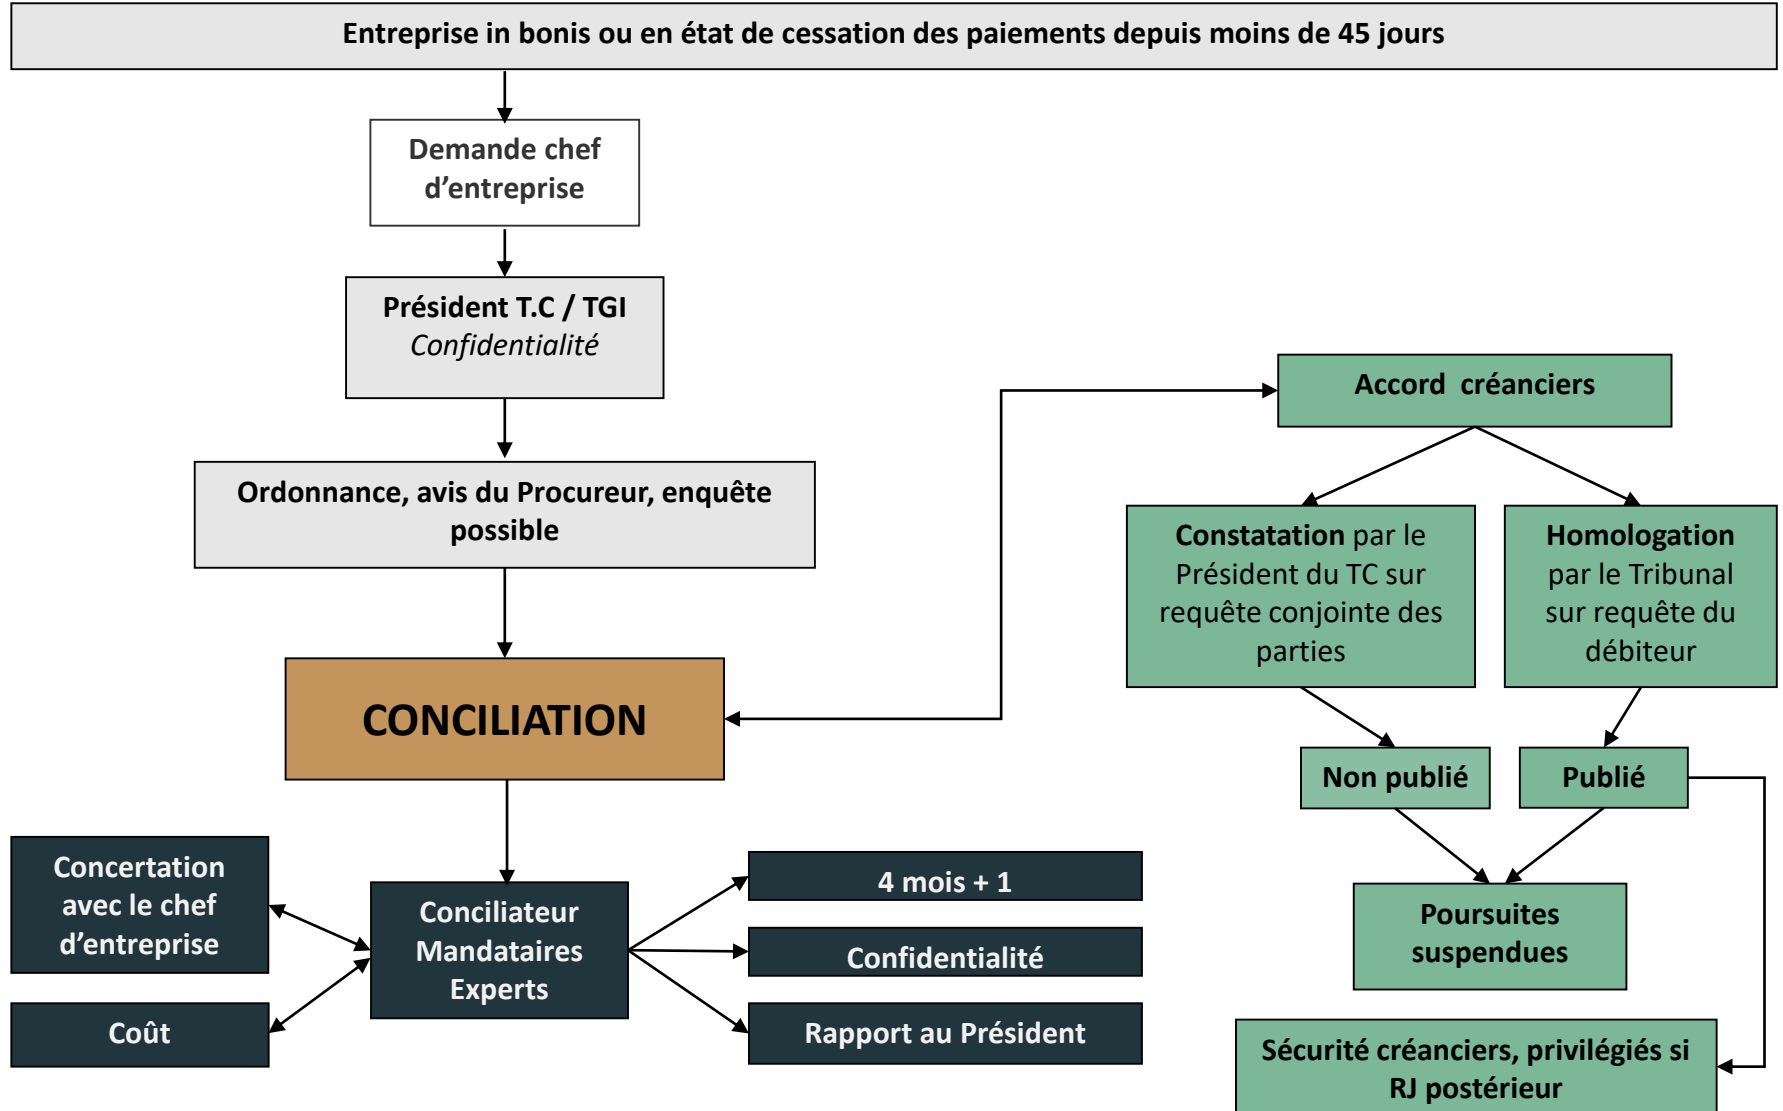 Entreprise in bonis ou en état de cessation des paiements depuis moins de 45 jours
Demande chef
d’entreprise
Président T.C / TGI
Confidentialité
Ordonnance, avis du Procureur, enquête
possible
CONCILIATION
Concertation
avec le chef
d’entreprise
Coût
Conciliateur
Mandataires
Experts
4 mois + 1
Confidentialité
Rapport au Président
Accord  créanciers
Constatation par le
Président du TC sur
requête conjointe des
parties
Homologation
par le Tribunal
sur requête du
débiteur
Non publié
Publié
Poursuites
suspendues
Sécurité créanciers, privilégiés si
RJ postérieur